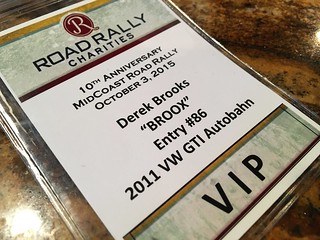 R
ROAD RALLY
CHARITIES
10TH ANNIVERSARY
MIDCOAST ROAD RALLY
OCTOBER 3, 2015
Derek Brooks
"BROOX"
Entry #86
2011 VW GTI Autobahn
VIP